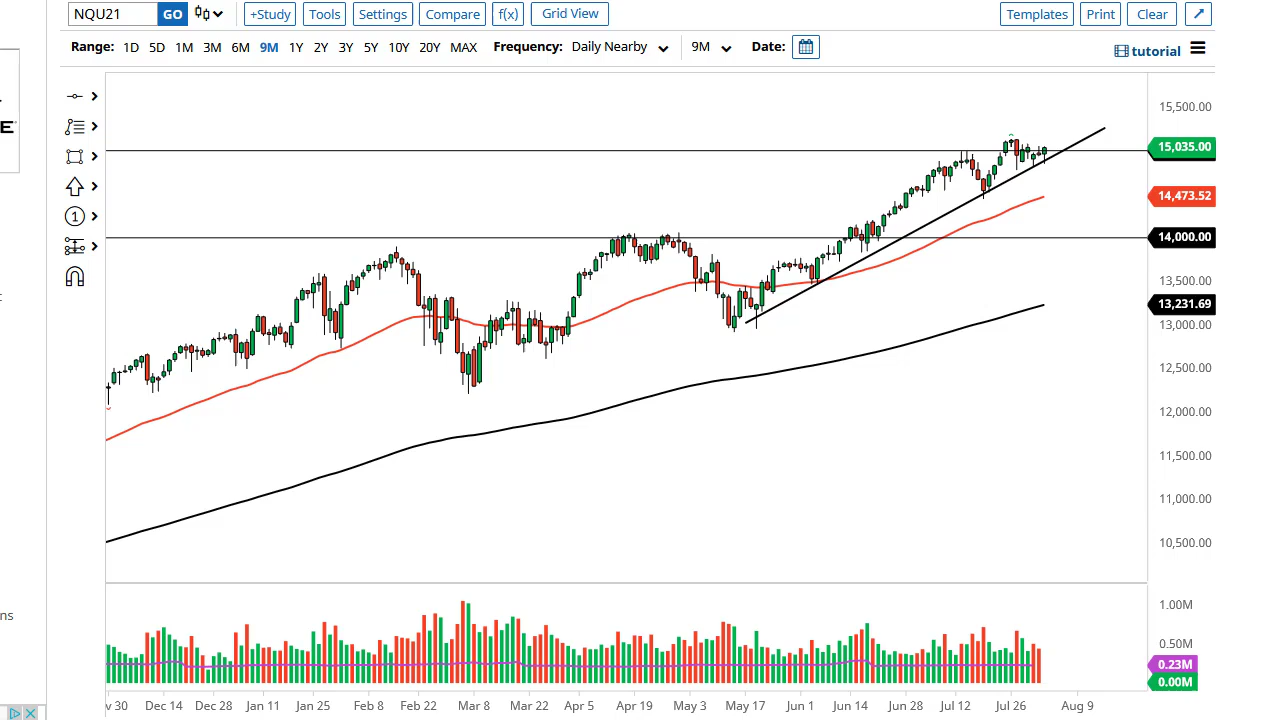 NQU21 GO +Study Tools Settings Compare f(x) Grid View Templates Print Clear
Range: 1D 5D 1M 3M 6M 9M 1Y 2Y 3Y 5Y 10Y 20Y MAX Frequency: Daily Nearby 9M Date: tutorial
E
1
15,500.00
15,035.00
14,473.52
14,000.00
13,500.00
13,231.69
13,000.00
12,500.00
12,000.00
11,500.00
11,000.00
10,500.00
1.00M
0.50M
0.23M
0.00M
ns
v 30 Dec 14 Dec 28 Jan 11 Jan 25 Feb 8 Feb 22 Mar 8 Mar 22 Apr 5 Apr 19 May 3 May 17 Jun 1 Jun 14 Jun 28 Jul 12 Jul 26 Aug 9